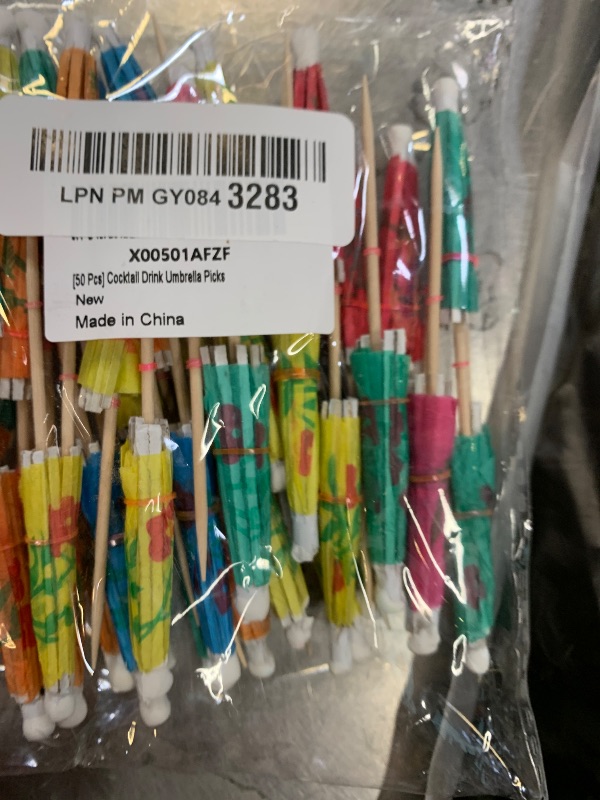 LPN PM GY084 3283
X00501AFZF
[50 Pcs] Cocktail Drink Umbrella Picks
New
Made in China